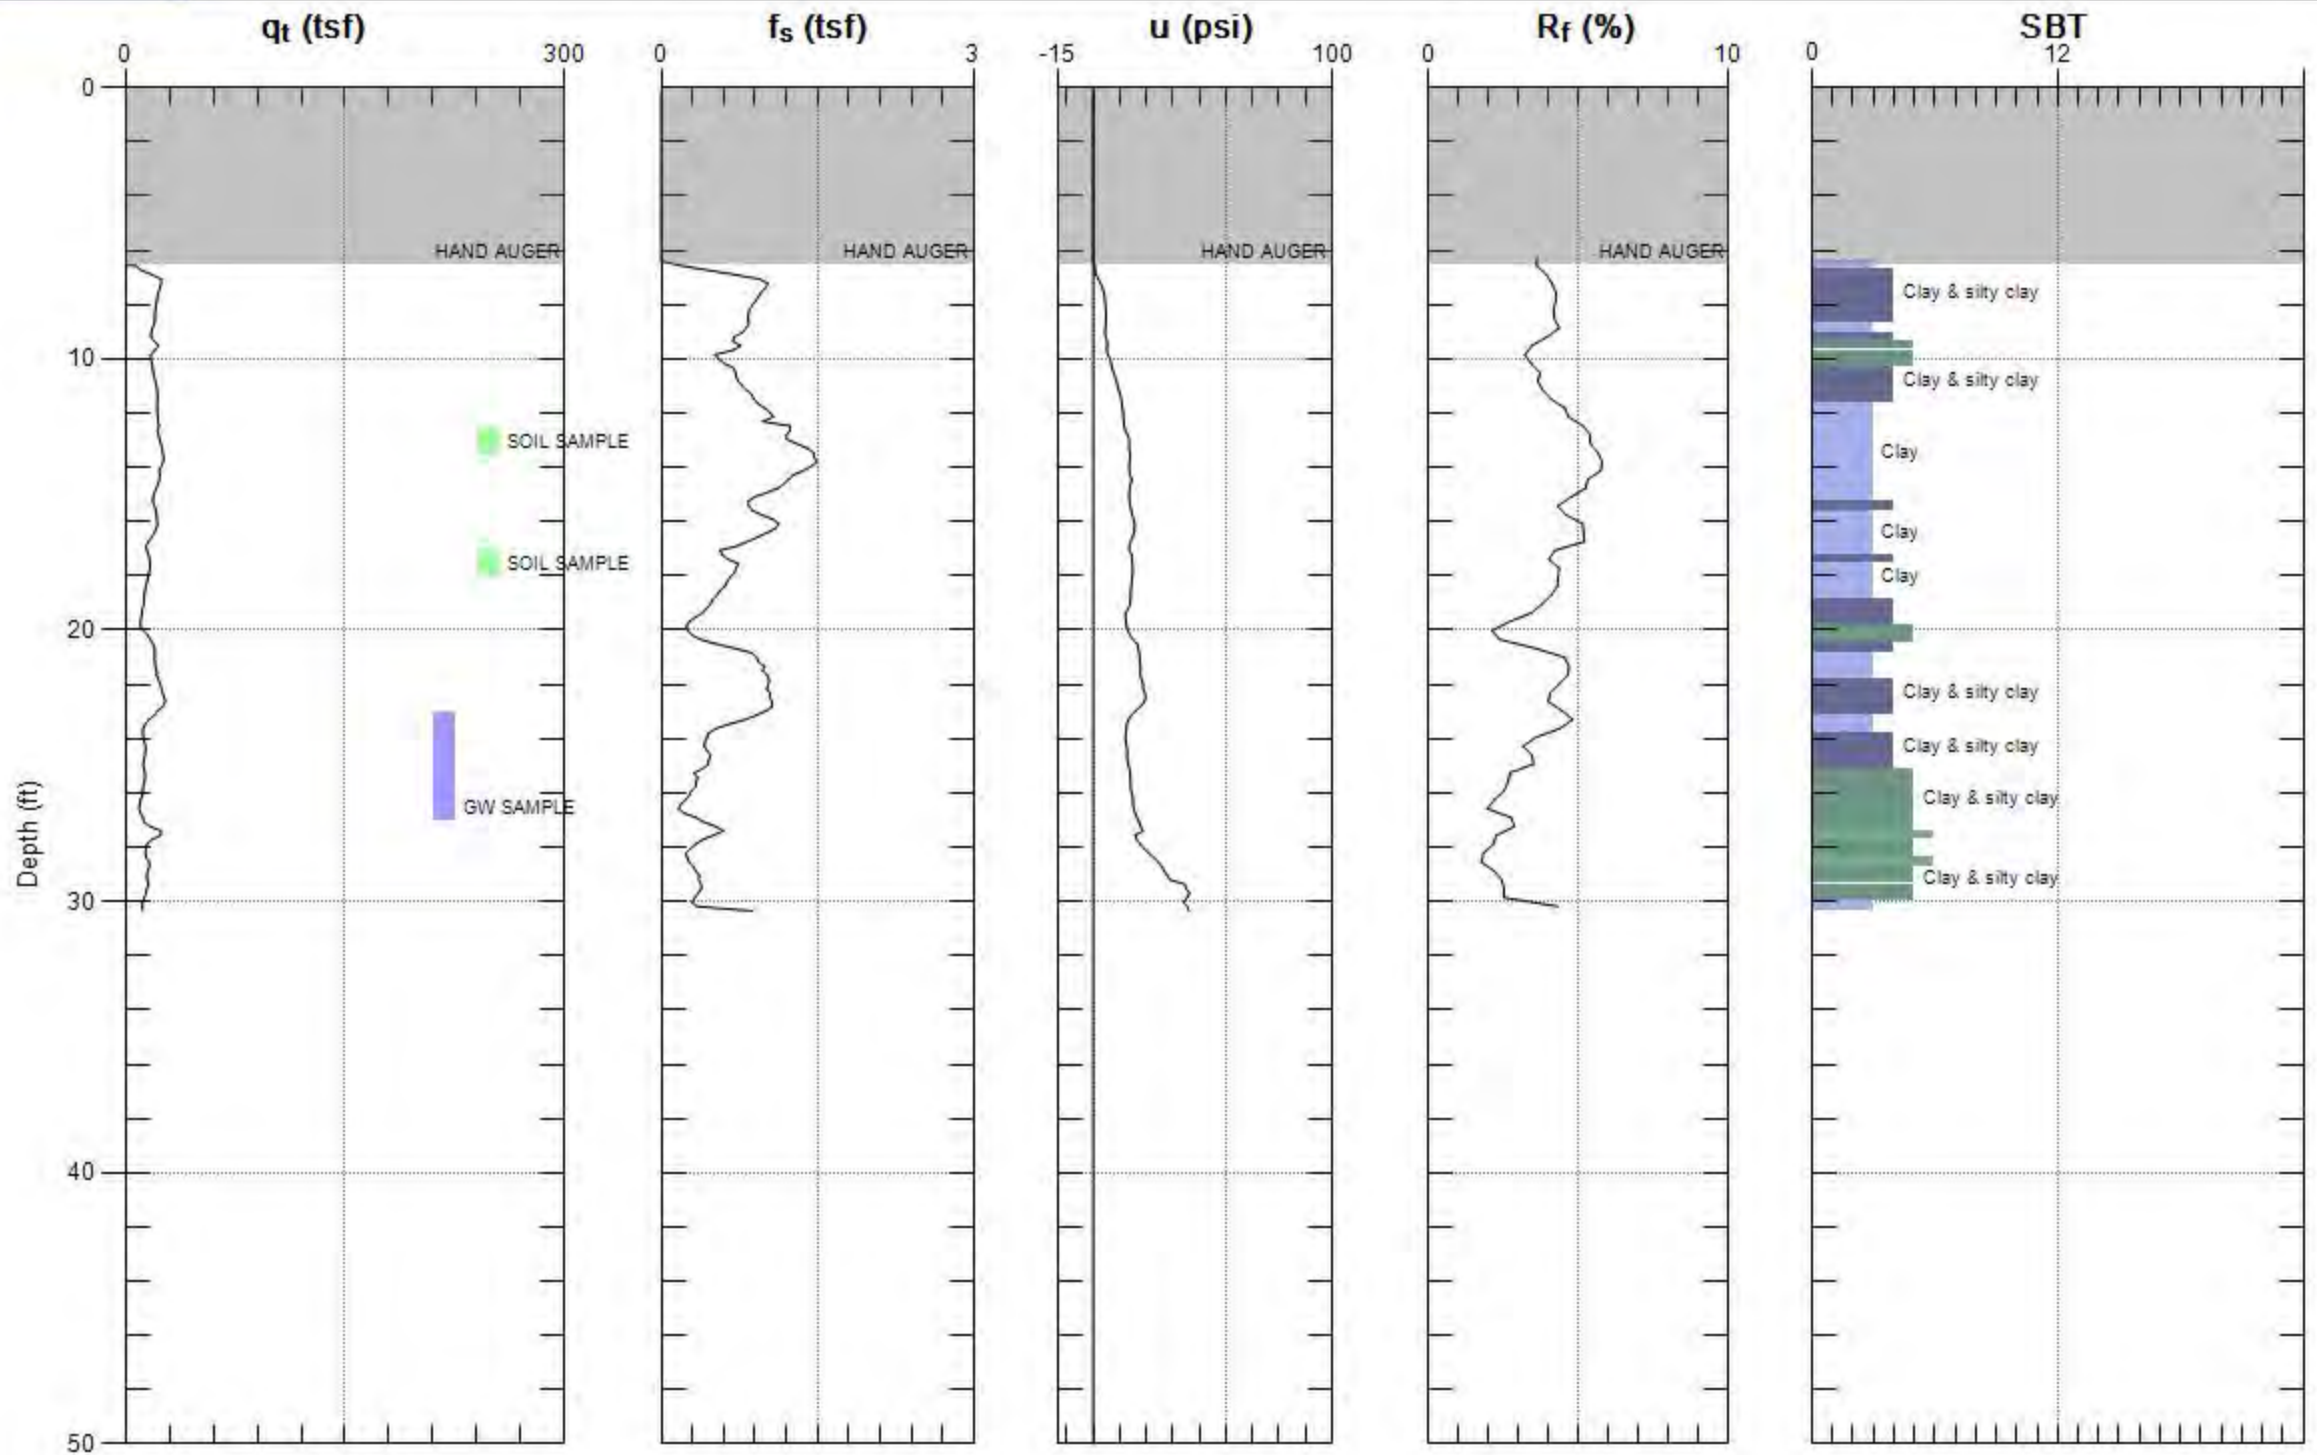 qt (tsf) fs (tsf) u (psi) Rf (%) SBT
0 300 0 3 -15 100 0 10 0 12
0
HAND AUGER HAND AUGER HAND AUGER HAND AUGER
Clay & silty clay
10
Clay & silty clay
SOIL SAMPLE
Clay
Clay
SOIL SAMPLE
Clay
20
Clay & silty clay
Clay & silty clay
Clay & silty clay
GW SAMPLE
Depth (ft)
Clay & silty clay
30
40
50